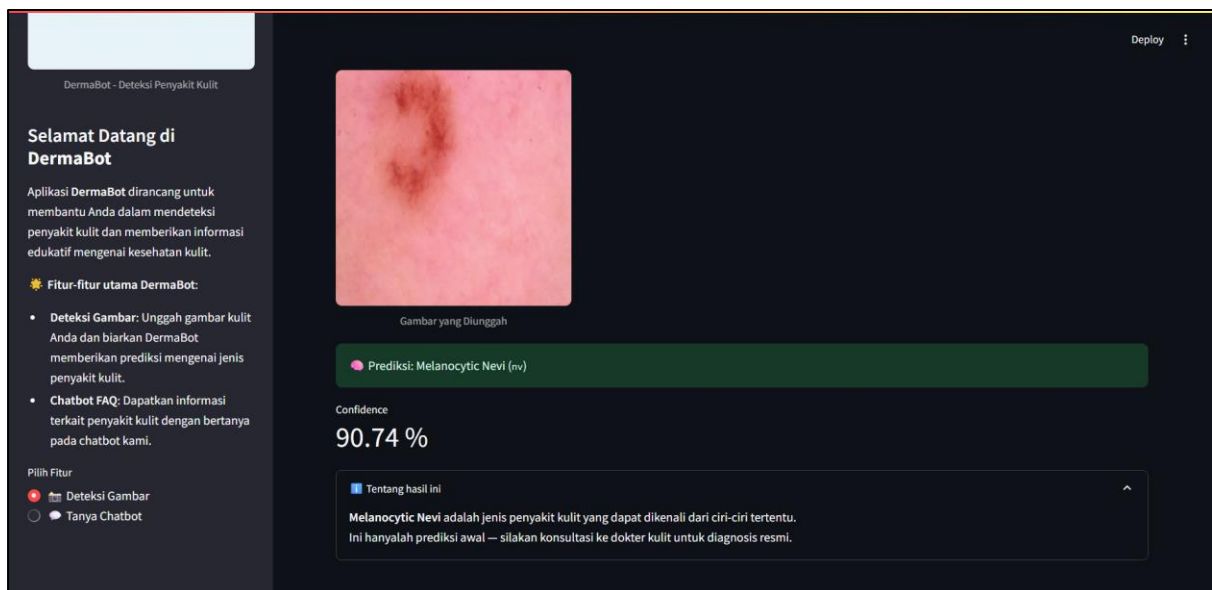 DermaBot - Deteksi Penyakit Kulit
Selamat Datang di
DermaBot
Aplikasi DermaBot dirancang untuk
membantu Anda dalam mendeteksi
penyakit kulit dan memberikan informasi
edukatif mengenai kesehatan kulit.
Fitur-fitur utama DermaBot:
Deteksi Gambar: Unggah gambar kulit
Anda dan biarkan DermaBot
memberikan prediksi mengenai jenis
penyakit kulit.
Chatbot FAQ: Dapatkan informasi
terkait penyakit kulit dengan bertanya
pada chatbot kami.
Pilih Fitur
Deteksi Gambar
Tanya Chatbot
Deploy
Gambar yang Diunggah
Prediksi: Melanocytic Nevi (nv)
Confidence
90.74 %
Tentang hasil ini
Melanocytic Nevi adalah jenis penyakit kulit yang dapat dikenali dari ciri-ciri tertentu.
Ini hanyalah prediksi awal — silakan konsultasi ke dokter kulit untuk diagnosis resmi.